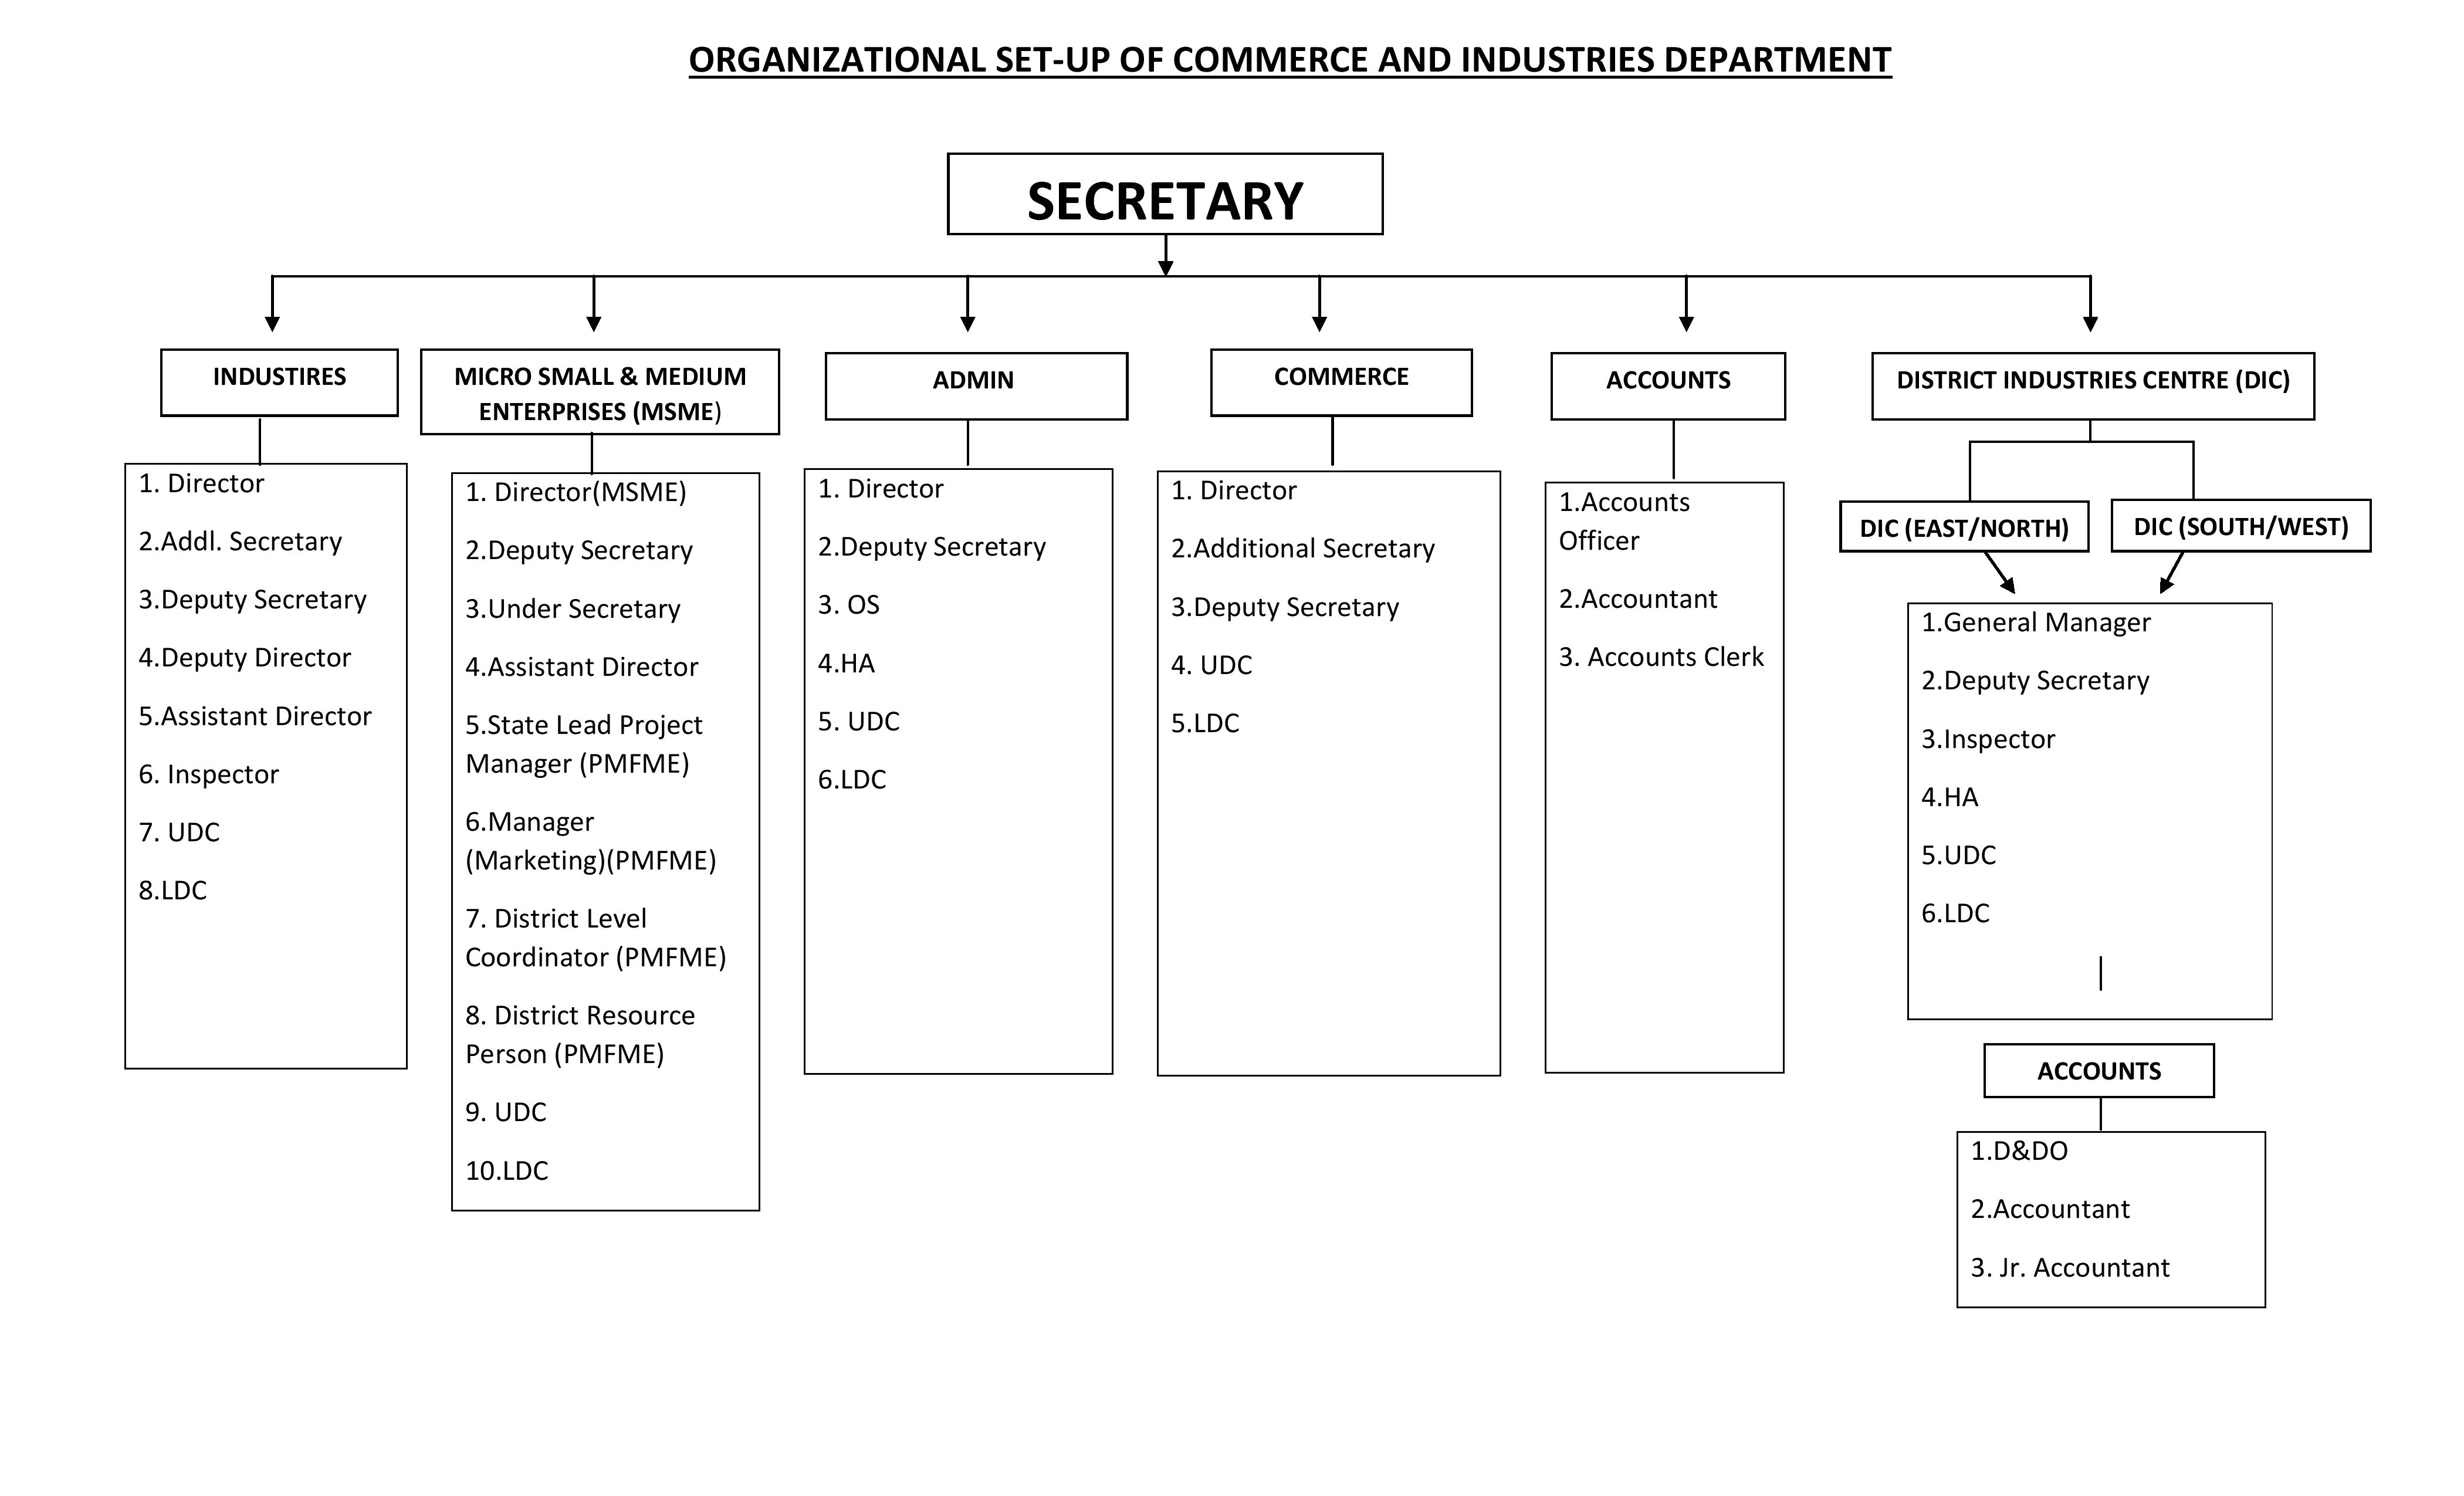 ORGANIZATIONAL SET-UP OF COMMERCE AND INDUSTRIES DEPARTMENT
SECRETARY
INDUSTIRES
1. Director
2.Addl. Secretary
3.Deputy Secretary
4.Deputy Director
5.Assistant Director
6. Inspector
7. UDC
8.LDC
MICRO SMALL & MEDIUM
ENTERPRISES (MSME)
1. Director(MSME)
2.Deputy Secretary
3.Under Secretary
4.Assistant Director
5.State Lead Project
Manager (PMFME)
6.Manager
(Marketing)(PMFME)
7. District Level
Coordinator (PMFME)
8. District Resource
Person (PMFME)
9. UDC
10.LDC
ADMIN
1. Director
2.Deputy Secretary
3. OS
4.HA
5. UDC
6.LDC
COMMERCE
1. Director
2.Additional Secretary
3.Deputy Secretary
4. UDC
5.LDC
ACCOUNTS
1.Accounts
Officer
2.Accountant
3. Accounts Clerk
DISTRICT INDUSTRIES CENTRE (DIC)
DIC (EAST/NORTH)
DIC (SOUTH/WEST)
1.General Manager
2.Deputy Secretary
3.Inspector
4.HA
5.UDC
6.LDC
ACCOUNTS
1.D&DO
2.Accountant
3. Jr. Accountant